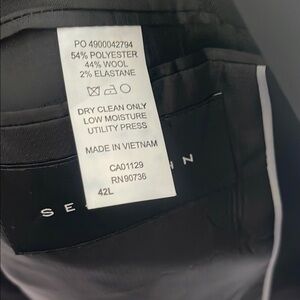 PO 4900042794
54% POLYESTER
44% WOOL
2% ELASTANE
DRY CLEAN ONLY
LOW MOISTURE
UTILITY PRESS
MADE IN VIETNAM
CA01129
RN90736
42L